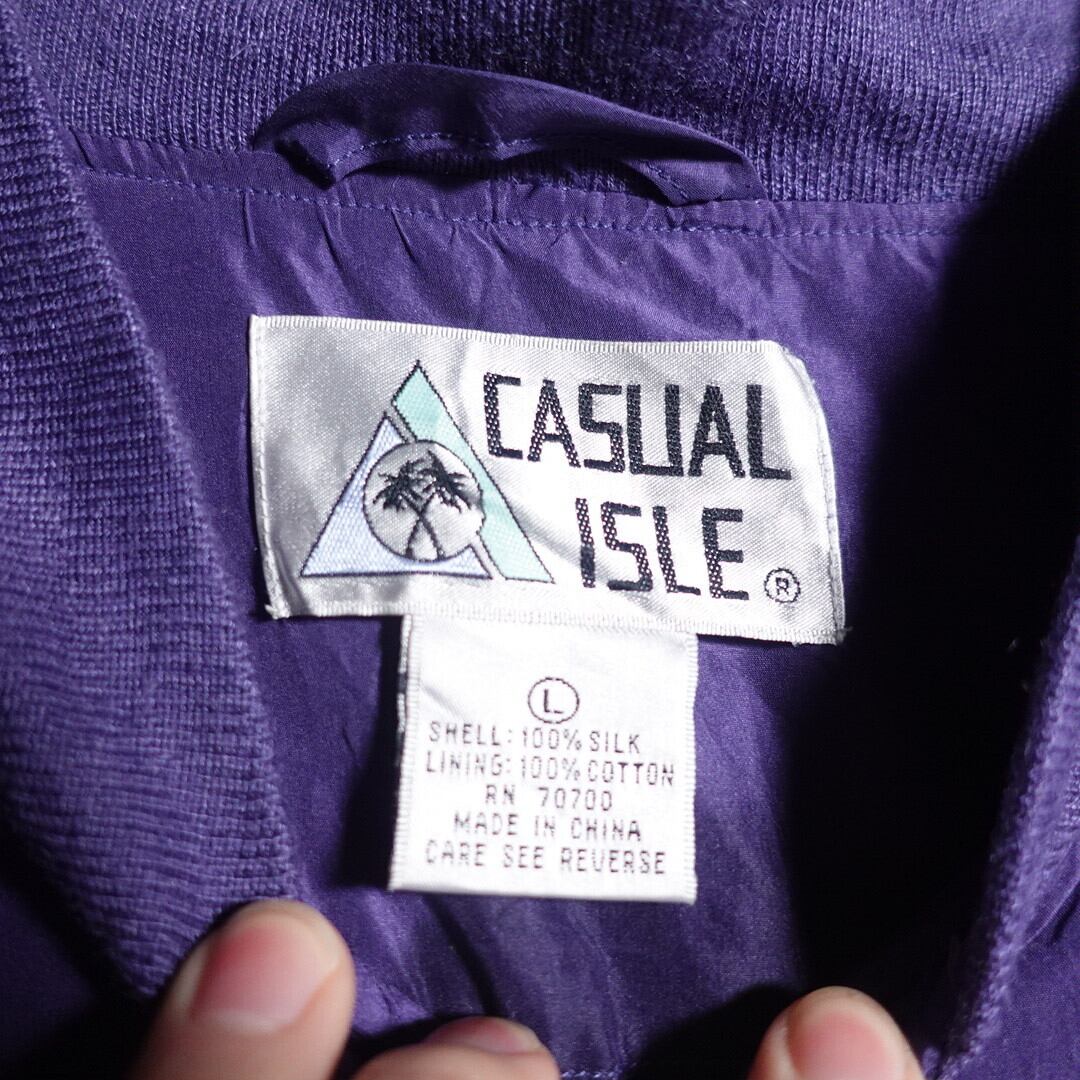 CASUAL
ISLE ®
L
SHELL: 100% SILK
LINING: 100% COTTON
RN 70700
MADE IN CHINA
CARE SEE REVERSE